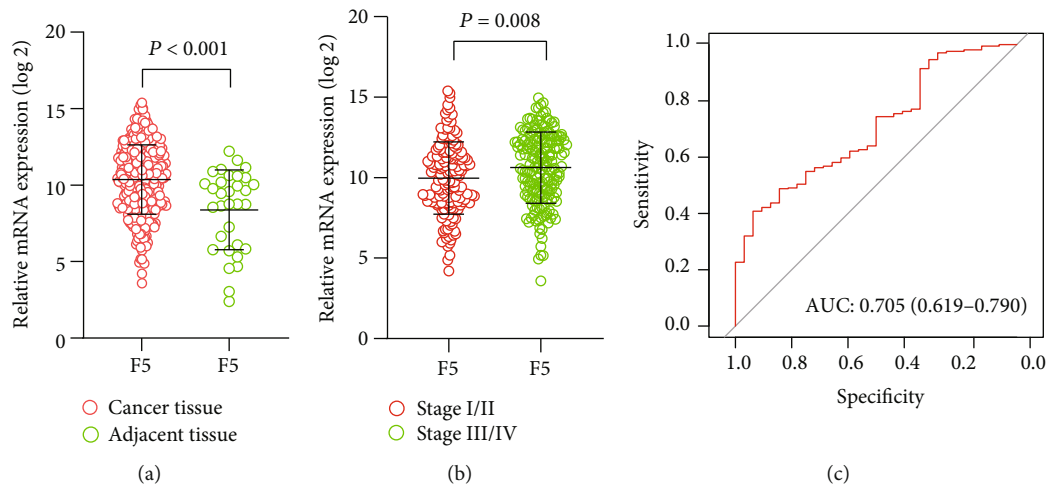 Relative mRNA expression (log 2)
20
15
10
5
0
P < 0.001
F5
F5
Cancer tissue
Adjacent tissue
(a)
Relative mRNA expression (log 2)
20
15
10
5
0
P = 0.008
F5
F5
Stage I/II
Stage III/IV
(b)
Sensitivity
1.0
0.8
0.6
0.4
0.2
0.0
AUC: 0.705 (0.619–0.790)
1.0
0.8
0.6
0.4
0.2
0.0
Specificity
(c)